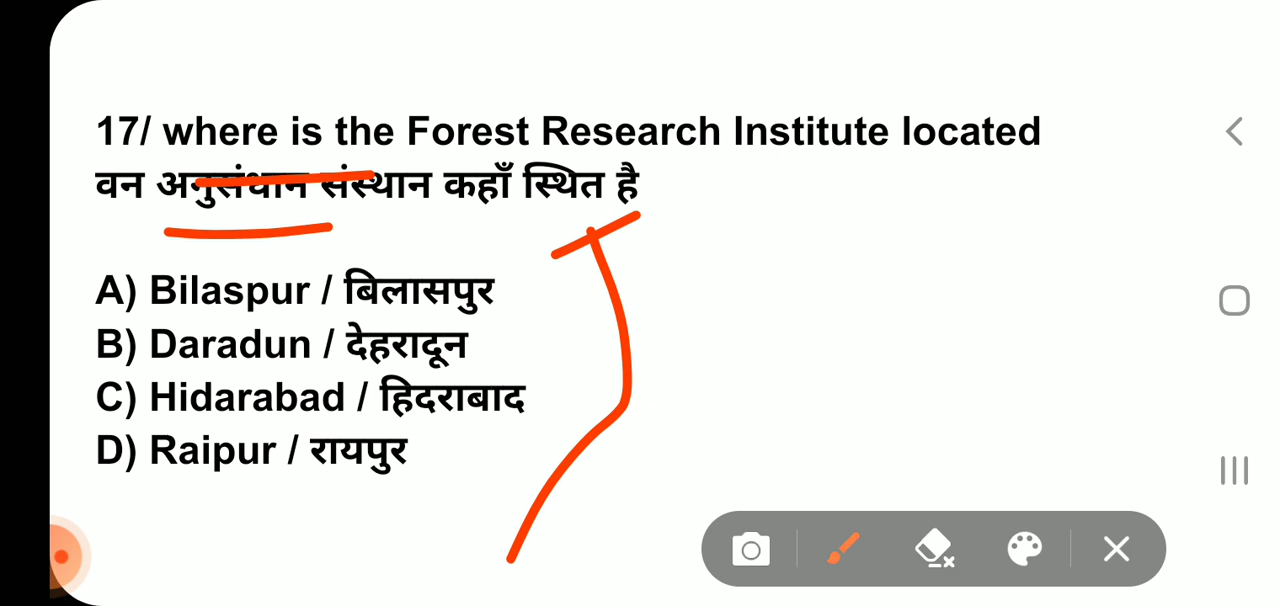 17/ where is the Forest Research Institute located
वन अनुसंधान संस्थान कहाँ स्थित है
A) Bilaspur / बिलासपुर
B) Daradun / देहरादून
C) Hidarabad / हिदराबाद
D) Raipur / रायपुर